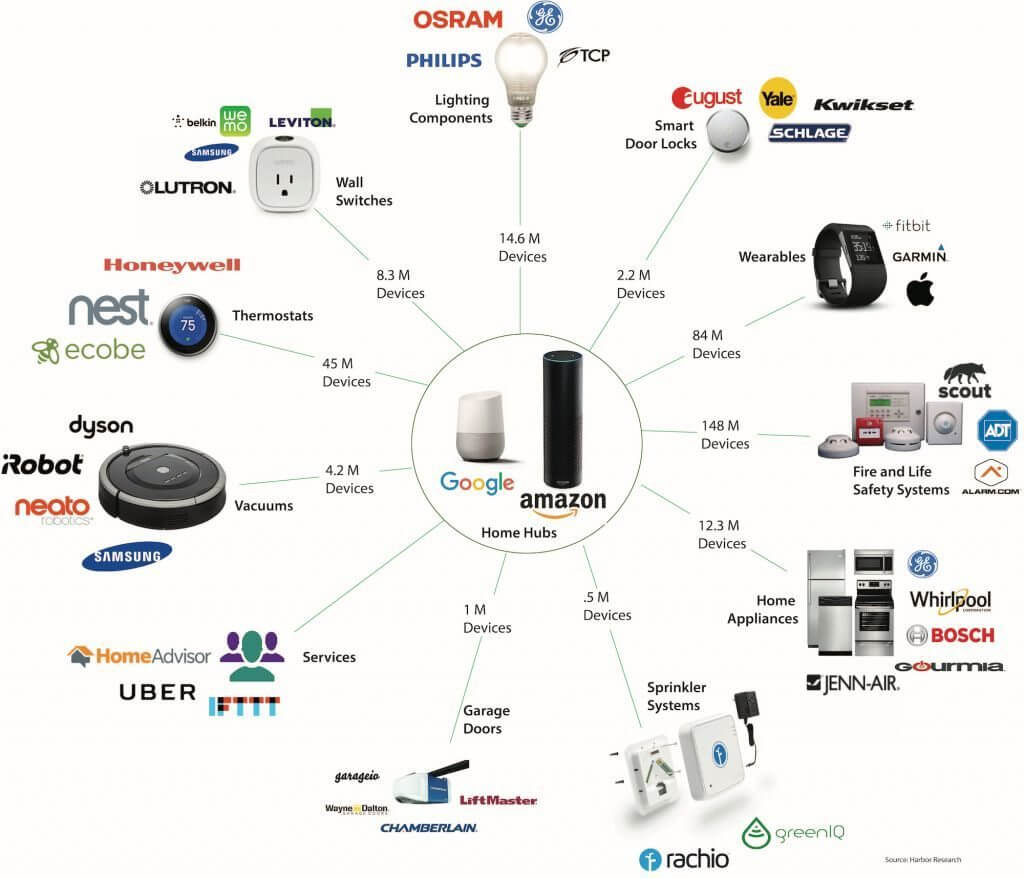 OSRAM
GE
PHILIPS
TCP
Lighting
Components
14.6 M
Devices
august
Yale
Kwikset
SCHLAGE
Smart
Door Locks
2.2 M
Devices
Wearables
fitbit
GARMIN
84 M
Devices
scout
ADT
ALARM.COM
Fire and Life
Safety Systems
148 M
Devices
12.3 M
Devices
Home
Appliances
GE
Whirlpool
CORPORATION
BOSCH
GOURMIA
JENN-AIR®
.5 M
Devices
Sprinkler
Systems
greenIQ
rachio
1 M
Devices
Garage
Doors
garageio
Wayne Dalton
GARAGE DOORS
LiftMaster
CHAMBERLAIN
Services
HomeAdvisor
UBER
IFTTT
4.2 M
Devices
Vacuums
dyson
iRobot
neato
robotics
SAMSUNG
45 M
Devices
Thermostats
Honeywell
nest
ecobe
75
8.3 M
Devices
Wall
Switches
belkin
wemo
LEVITON
SAMSUNG
LUTRON
Google
amazon
Home Hubs
Source: Harbor Research